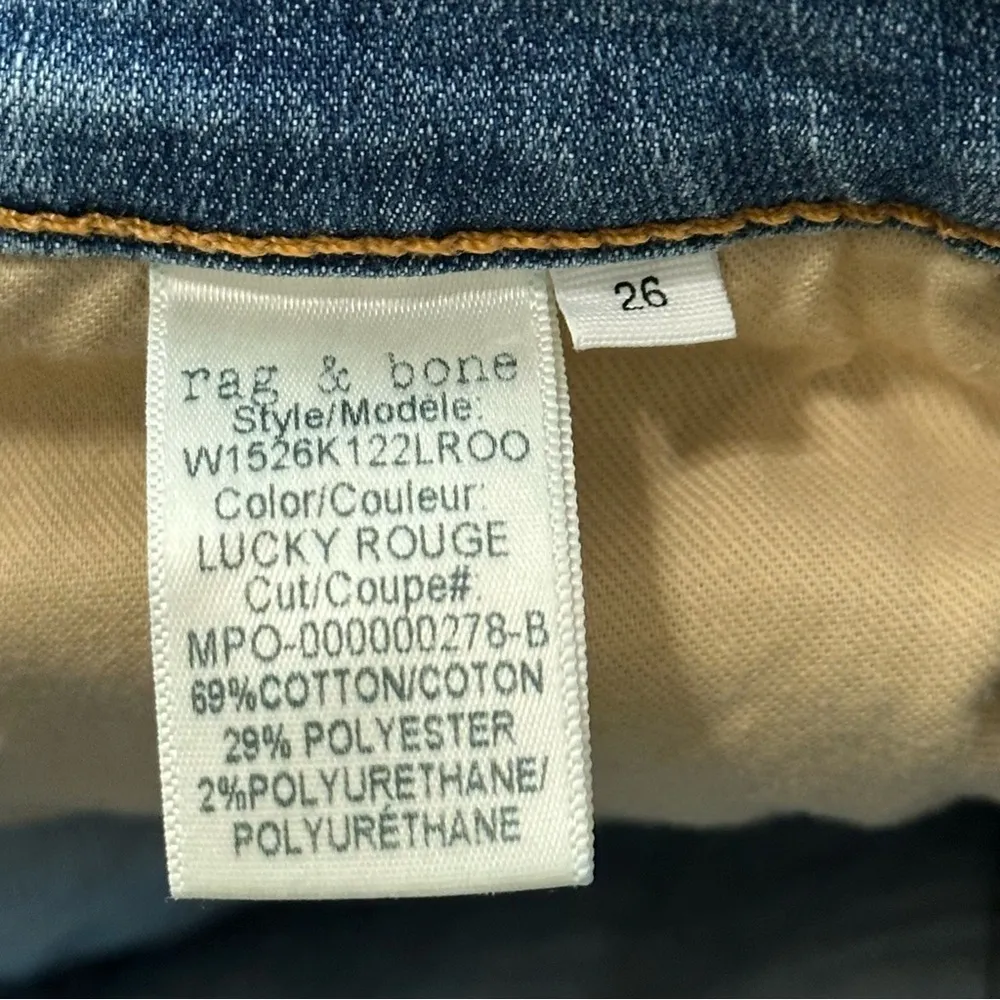 rag & bone
Style/Modele:
W1526K122LROO
Color/Couleur:
LUCKY ROUGE
Cut/Coupe#:
MPO-000000278-B
69%COTTON/COTON
29% POLYESTER
2%POLYURETHANE/
POLYURÉTHANE
26